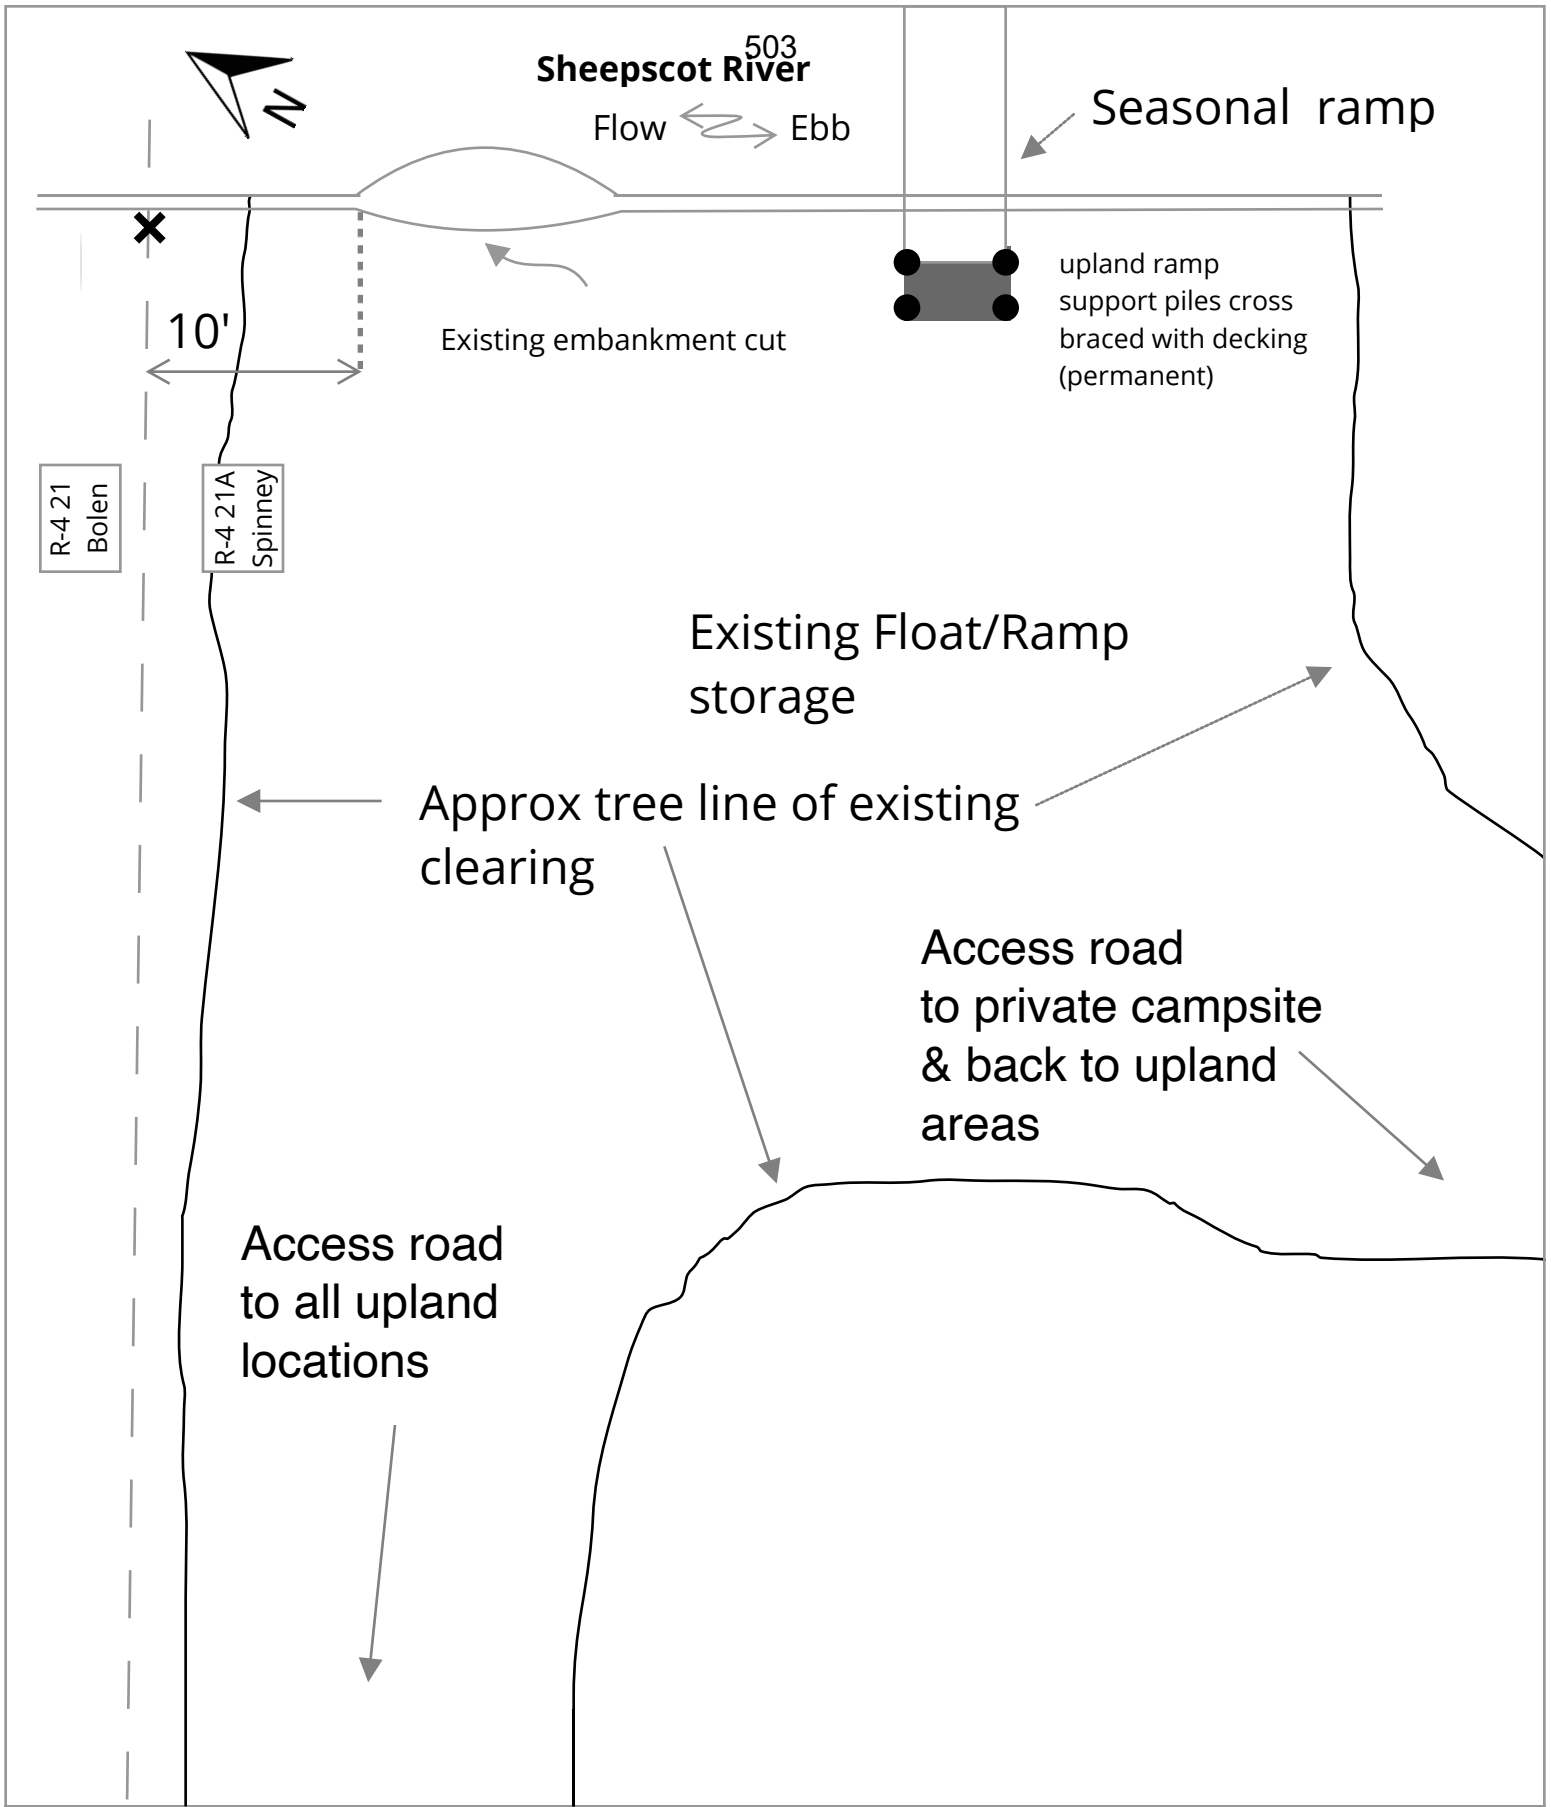 503
Sheepscot River
Flow
Ebb
Seasonal ramp
N
upland ramp
support piles cross
braced with decking
(permanent)
10'
Existing embankment cut
R-4 21
Bolen
R-4 21A
Spinney
Existing Float/Ramp
storage
Approx tree line of existing
clearing
Access road
to private campsite
& back to upland
areas
Access road
to all upland
locations